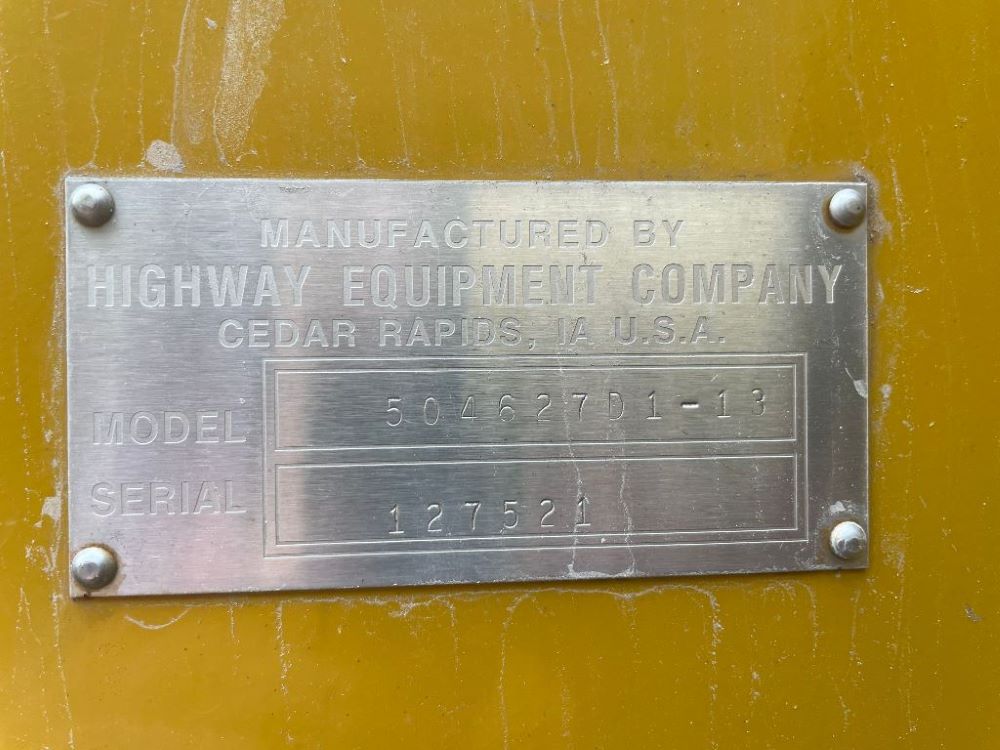 MANUFACTURED BY
HIGHWAY EQUIPMENT COMPANY
CEDAR RAPIDS, IA U.S.A.
MODEL 504627D1-13
SERIAL 127521